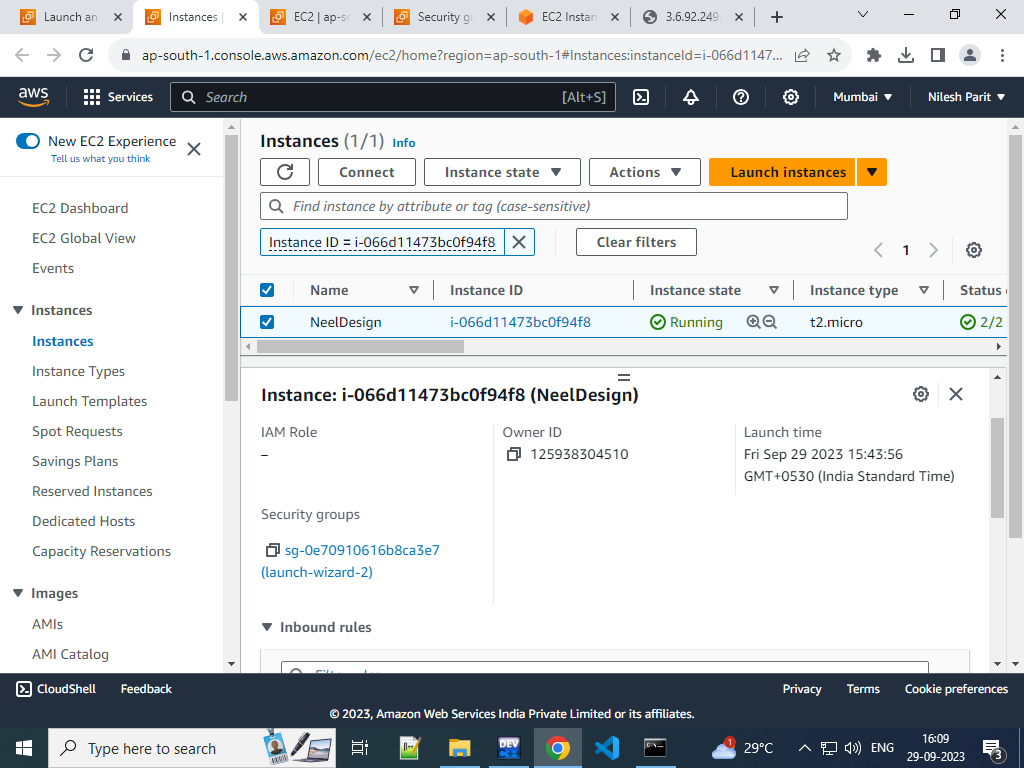 Launch an
Instances |
EC2 | ap-so
Security gr
EC2 Instan
3.6.92.249
ap-south-1.console.aws.amazon.com/ec2/home?region=ap-south-1#Instances:instanceId=i-066d1147...
aws
Services
Search
[Alt+S]
Mumbai
Nilesh Parit
New EC2 Experience
Tell us what you think
EC2 Dashboard
EC2 Global View
Events
Instances
Instances
Instance Types
Launch Templates
Spot Requests
Savings Plans
Reserved Instances
Dedicated Hosts
Capacity Reservations
Images
AMIs
AMI Catalog
Instances (1/1) Info
Connect
Instance state
Actions
Launch instances
Find instance by attribute or tag (case-sensitive)
Instance ID = i-066d11473bc0f94f8
Clear filters
1
Name
Instance ID
Instance state
Instance type
Status
NeelDesign
i-066d11473bc0f94f8
Running
t2.micro
2/2
Instance: i-066d11473bc0f94f8 (NeelDesign)
IAM Role
–
Owner ID
125938304510
Launch time
Fri Sep 29 2023 15:43:56
GMT+0530 (India Standard Time)
Security groups
sg-0e70910616b8ca3e7
(launch-wizard-2)
Inbound rules
CloudShell
Feedback
Privacy
Terms
Cookie preferences
© 2023, Amazon Web Services India Private Limited or its affiliates.
Type here to search
DEV
1
29°C
ENG
16:09
29-09-2023
3